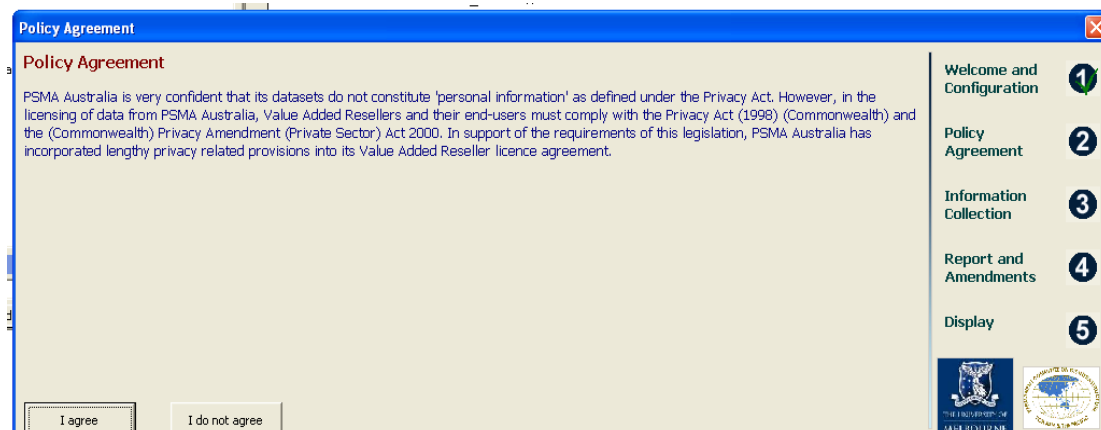 Policy Agreement
Policy Agreement
PSMA Australia is very confident that its datasets do not constitute 'personal information' as defined under the Privacy Act. However, in the
licensing of data from PSMA Australia, Value Added Resellers and their end-users must comply with the Privacy Act (1998) (Commonwealth) and
the (Commonwealth) Privacy Amendment (Private Sector) Act 2000. In support of the requirements of this legislation, PSMA Australia has
incorporated lengthy privacy related provisions into its Value Added Reseller licence agreement.
I agree
I do not agree
Welcome and
Configuration
1
Policy
Agreement
2
Information
Collection
3
Report and
Amendments
4
Display
5
THE UNIVERSITY OF
MELBOURNE